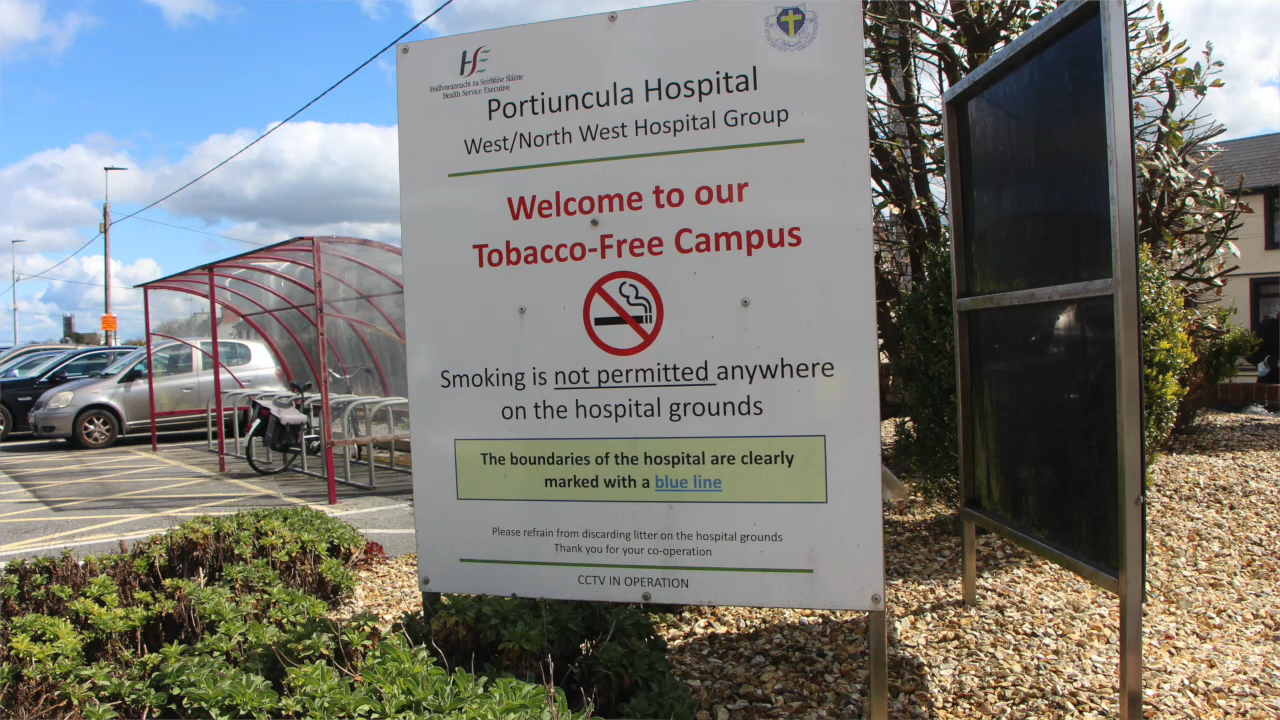 HE
Feidhmeannacht na Seirbhíse Sláinte
Health Service Executive
Portiuncula Hospital
West/North West Hospital Group
Welcome to our
Tobacco-Free Campus
Smoking is not permitted anywhere
on the hospital grounds
The boundaries of the hospital are clearly
marked with a blue line
Please refrain from discarding litter on the hospital grounds
Thank you for your co-operation
CCTV IN OPERATION